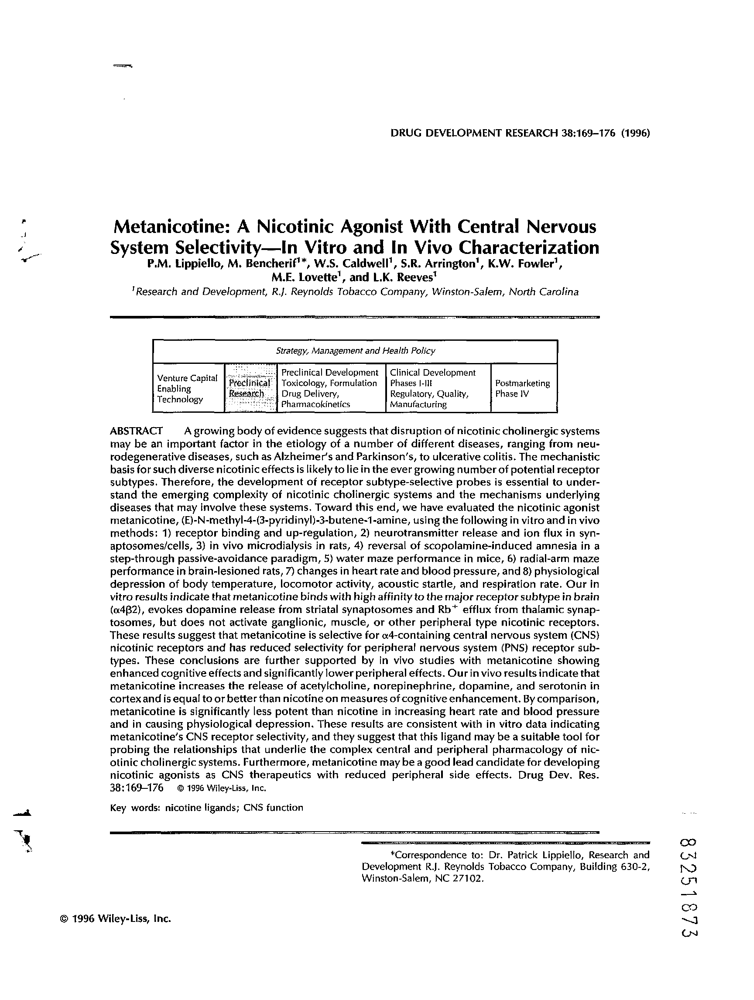 DRUG DEVELOPMENT RESEARCH 38:169–176 (1996)
Metanicotine: A Nicotinic Agonist With Central Nervous
System Selectivity—In Vitro and In Vivo Characterization
P.M. Lippiello, M. Bencherif¹*, W.S. Caldwell¹, S.R. Arrington¹, K.W. Fowler¹,
M.E. Lovette¹, and L.K. Reeves¹
¹Research and Development, R.J. Reynolds Tobacco Company, Winston-Salem, North Carolina
Strategy, Management and Health Policy
Venture Capital
Enabling
Technology
Preclinical
Research
Preclinical Development
Toxicology, Formulation
Drug Delivery,
Pharmacokinetics
Clinical Development
Phases I-III
Regulatory, Quality,
Manufacturing
Postmarketing
Phase IV
ABSTRACT A growing body of evidence suggests that disruption of nicotinic cholinergic systems
may be an important factor in the etiology of a number of different diseases, ranging from neu-
rodegenerative diseases, such as Alzheimer's and Parkinson's, to ulcerative colitis. The mechanistic
basis for such diverse nicotinic effects is likely to lie in the ever growing number of potential receptor
subtypes. Therefore, the development of receptor subtype-selective probes is essential to under-
stand the emerging complexity of nicotinic cholinergic systems and the mechanisms underlying
diseases that may involve these systems. Toward this end, we have evaluated the nicotinic agonist
metanicotine, (E)-N-methyl-4-(3-pyridinyl)-3-butene-1-amine, using the following in vitro and in vivo
methods: 1) receptor binding and up-regulation, 2) neurotransmitter release and ion flux in syn-
aptosomes/cells, 3) in vivo microdialysis in rats, 4) reversal of scopolamine-induced amnesia in a
step-through passive-avoidance paradigm, 5) water maze performance in mice, 6) radial-arm maze
performance in brain-lesioned rats, 7) changes in heart rate and blood pressure, and 8) physiological
depression of body temperature, locomotor activity, acoustic startle, and respiration rate. Our in
vitro results indicate that metanicotine binds with high affinity to the major receptor subtype in brain
(α4β2), evokes dopamine release from striatal synaptosomes and Rb⁺ efflux from thalamic synap-
tosomes, but does not activate ganglionic, muscle, or other peripheral type nicotinic receptors.
These results suggest that metanicotine is selective for α4-containing central nervous system (CNS)
nicotinic receptors and has reduced selectivity for peripheral nervous system (PNS) receptor sub-
types. These conclusions are further supported by in vivo studies with metanicotine showing
enhanced cognitive effects and significantly lower peripheral effects. Our in vivo results indicate that
metanicotine increases the release of acetylcholine, norepinephrine, dopamine, and serotonin in
cortex and is equal to or better than nicotine on measures of cognitive enhancement. By comparison,
metanicotine is significantly less potent than nicotine in increasing heart rate and blood pressure
and in causing physiological depression. These results are consistent with in vitro data indicating
metanicotine's CNS receptor selectivity, and they suggest that this ligand may be a suitable tool for
probing the relationships that underlie the complex central and peripheral pharmacology of nic-
otinic cholinergic systems. Furthermore, metanicotine may be a good lead candidate for developing
nicotinic agonists as CNS therapeutics with reduced peripheral side effects. Drug Dev. Res.
38:169–176 © 1996 Wiley-Liss, Inc.
Key words: nicotine ligands; CNS function
*Correspondence to: Dr. Patrick Lippiello, Research and
Development R.J. Reynolds Tobacco Company, Building 630-2,
Winston-Salem, NC 27102.
© 1996 Wiley-Liss, Inc.
83251873